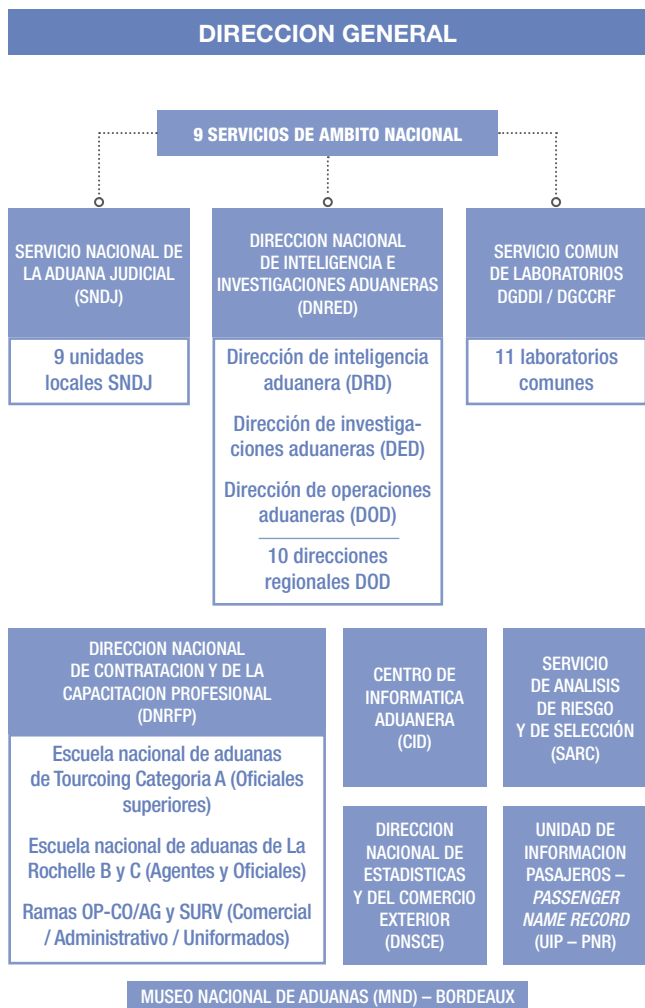 DIRECCION GENERAL
9 SERVICIOS DE AMBITO NACIONAL
SERVICIO NACIONAL DE
LA ADUANA JUDICIAL
(SNDJ)
9 unidades
locales SNDJ
DIRECCION NACIONAL
DE INTELIGENCIA E
INVESTIGACIONES ADUANERAS
(DNRED)
Dirección de inteligencia
aduanera (DRD)
Dirección de investiga-
ciones aduaneras (DED)
Dirección de operaciones
aduaneras (DOD)
10 direcciones
regionales DOD
SERVICIO COMUN
DE LABORATORIOS
DGDDI / DGCCRF
11 laboratorios
comunes
DIRECCION NACIONAL
DE CONTRATACION Y DE LA
CAPACITACION PROFESIONAL
(DNRFP)
Escuela nacional de aduanas
de Tourcoing Categoria A (Oficiales
superiores)
Escuela nacional de aduanas de La
Rochelle B y C (Agentes y Oficiales)
Ramas OP-CO/AG y SURV (Comercial
/ Administrativo / Uniformados)
CENTRO DE
INFORMATICA
ADUANERA
(CID)
SERVICIO
DE ANALISIS
DE RIESGO
Y DE SELECCIÓN
(SARC)
DIRECCION
NACIONAL DE
ESTADISTICAS
Y DEL COMERCIO
EXTERIOR
(DNSCE)
UNIDAD DE
INFORMACION
PASAJEROS –
PASSENGER
NAME RECORD
(UIP – PNR)
MUSEO NACIONAL DE ADUANAS (MND) – BORDEAUX